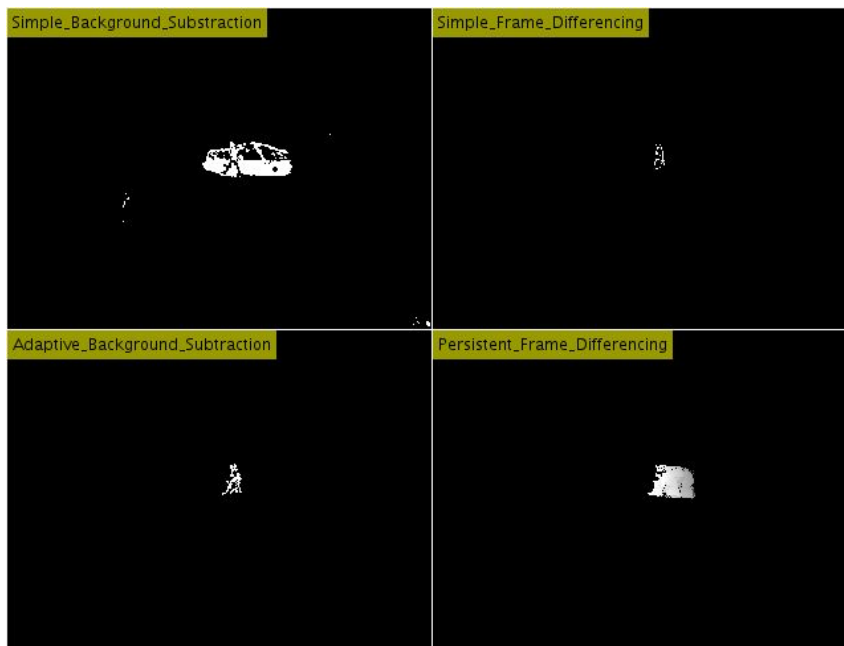 Simple_Background_Substraction
Simple_Frame_Differencing
Adaptive_Background_Subtraction
Persistent_Frame_Differencing